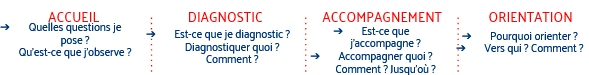 ACCUEIL
➔ Quelles questions je
pose ?
Qu'est-ce que j'observe ?
DIAGNOSTIC
➔ Est-ce que je diagnostic ?
Diagnostiquer quoi ?
Comment ?
ACCOMPAGNEMENT
➔ Est-ce que
j'accompagne ?
➔ Accompagner quoi ?
Comment ? Jusqu'où ?
ORIENTATION
➔ Pourquoi orienter ?
➔ Vers qui ? Comment ?